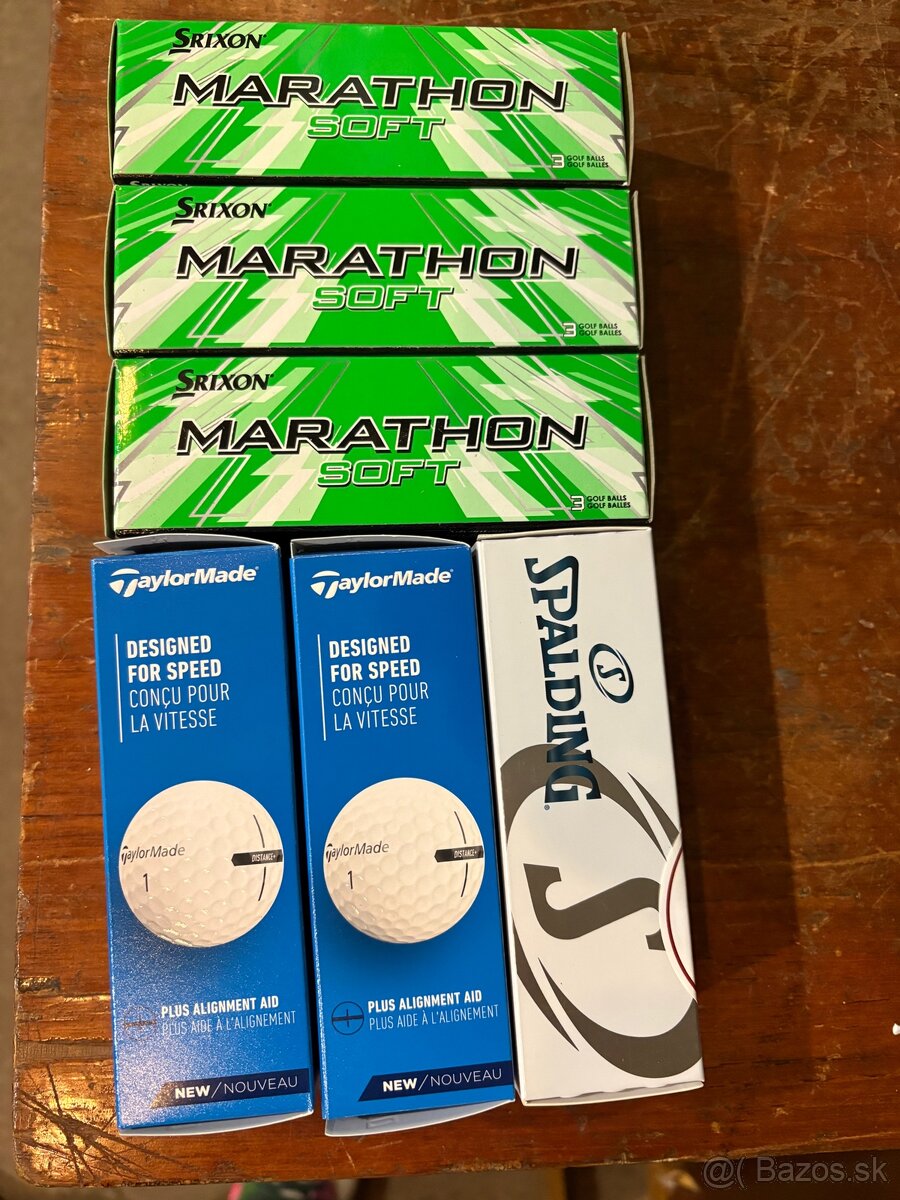 SRIXON
MARATHON
SOFT
3 GOLF BALLS
GOLF BALLES
SRIXON
MARATHON
SOFT
3 GOLF BALLS
GOLF BALLES
SRIXON
MARATHON
SOFT
3 GOLF BALLS
GOLF BALLES
TaylorMade
DESIGNED
FOR SPEED
CONÇU POUR
LA VITESSE
TaylorMade
DISTANCE+
1
PLUS ALIGNMENT AID
PLUS AIDE À L'ALIGNEMENT
NEW/NOUVEAU
TaylorMade
DESIGNED
FOR SPEED
CONÇU POUR
LA VITESSE
TaylorMade
DISTANCE+
1
PLUS ALIGNMENT AID
PLUS AIDE À L'ALIGNEMENT
NEW/NOUVEAU
SPALDING
S
S
@( Bazos.sk